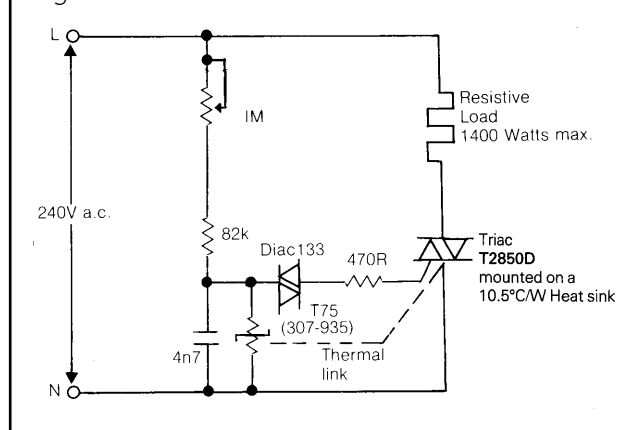 L
IM
Resistive
Load
1400 Watts max.
240V a.c.
82k
Diac133
470R
Triac
T2850D
mounted on a
10.5°C/W Heat sink
T75
(307-935)
4n7
Thermal
link
N